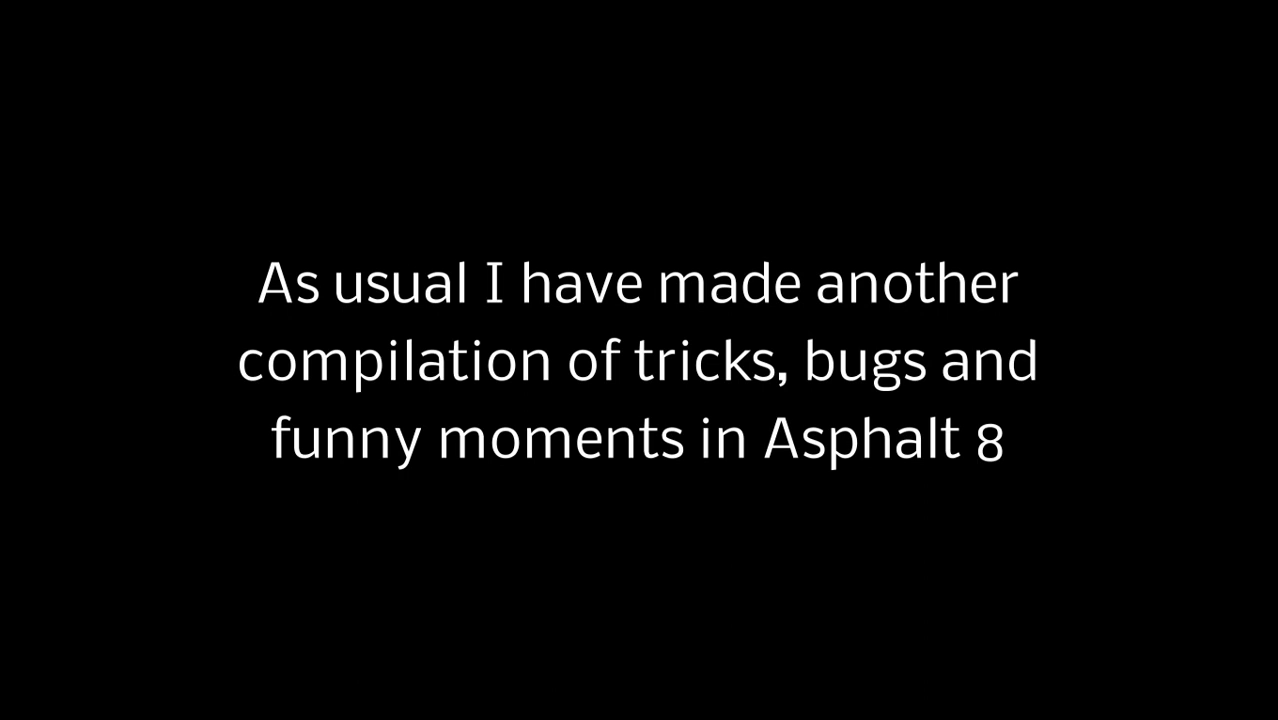 As usual I have made another
compilation of tricks, bugs and
funny moments in Asphalt 8